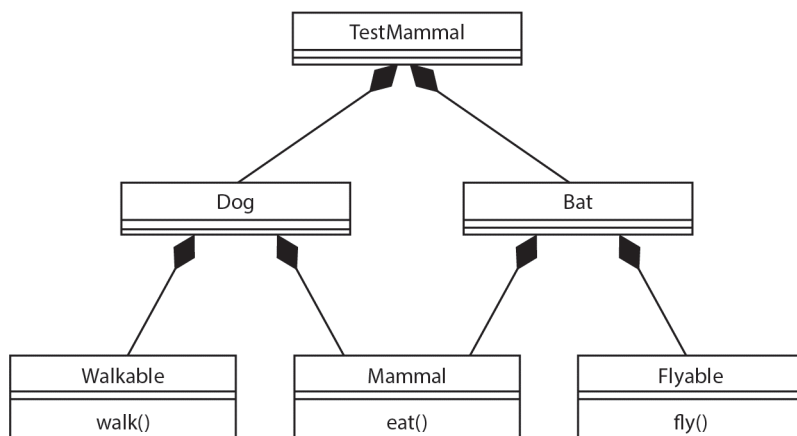 TestMammal
Dog
Bat
Walkable
walk()
Mammal
eat()
Flyable
fly()